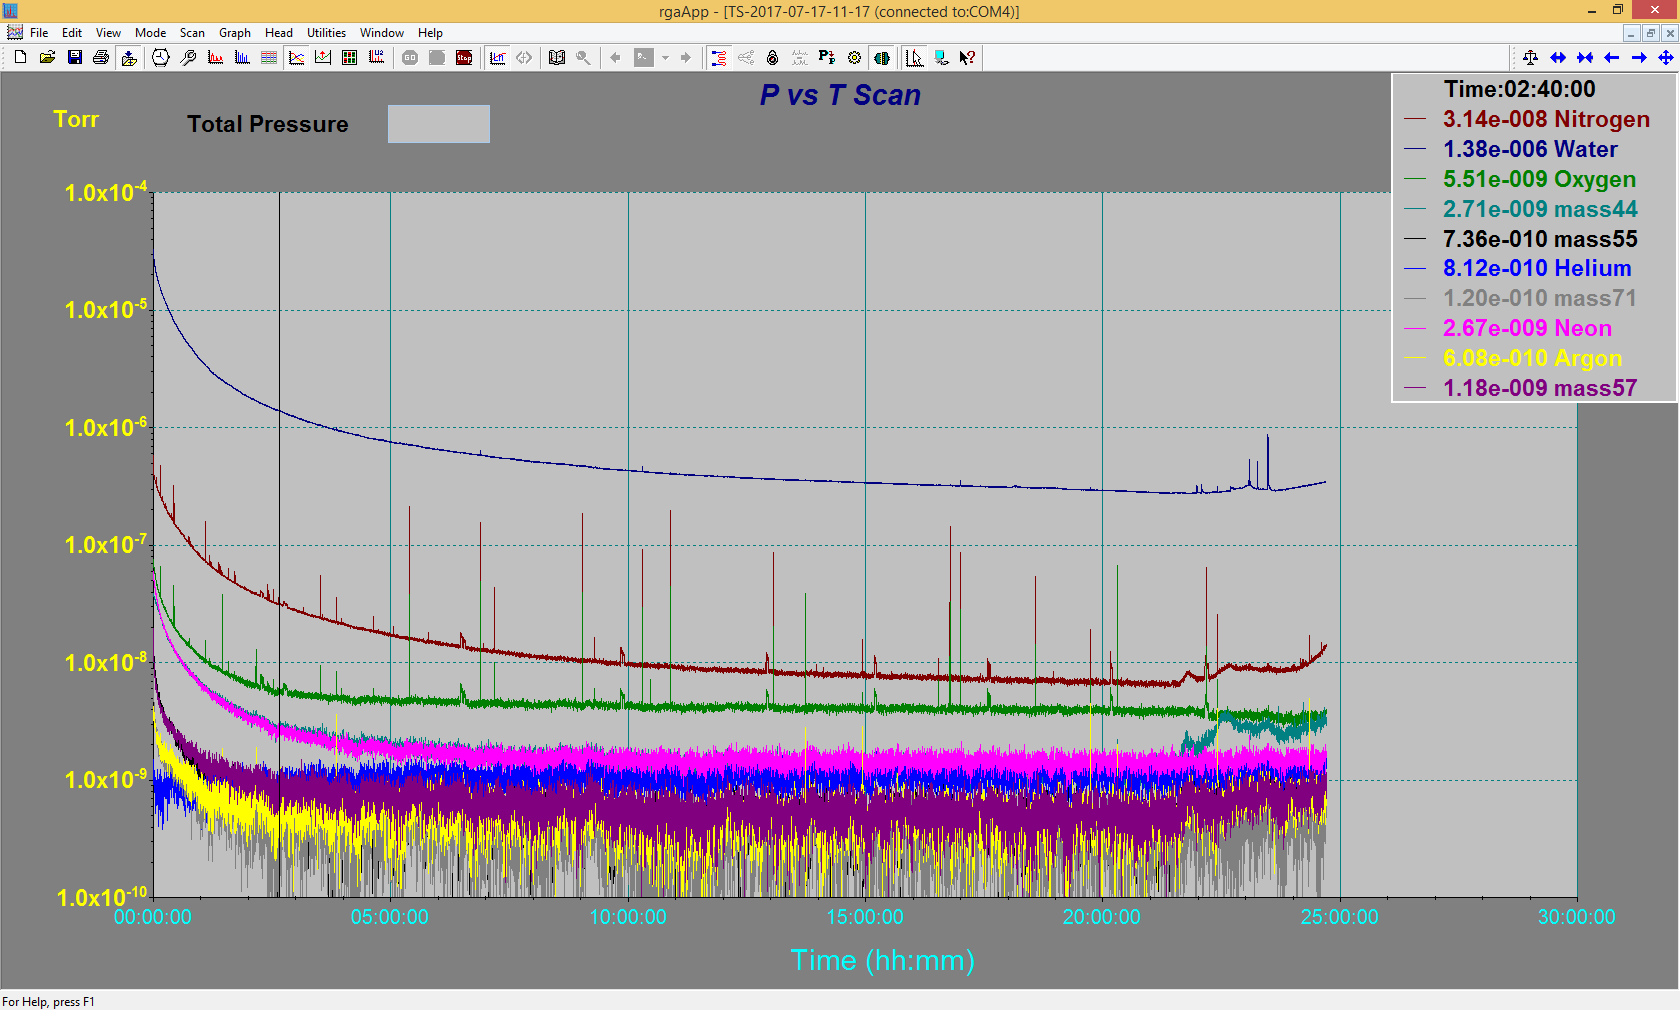 rgaApp - [TS-2017-07-17-11-17 (connected to:COM4)]
File Edit View Mode Scan Graph Head Utilities Window Help
GO Stop
P vs T Scan
Torr
Total Pressure
Time:02:40:00
3.14e-008 Nitrogen
1.38e-006 Water
5.51e-009 Oxygen
2.71e-009 mass44
7.36e-010 mass55
8.12e-010 Helium
1.20e-010 mass71
2.67e-009 Neon
6.08e-010 Argon
1.18e-009 mass57
1.0x10-4
1.0x10-5
1.0x10-6
1.0x10-7
1.0x10-8
1.0x10-9
1.0x10-10
00:00:00 05:00:00 10:00:00 15:00:00 20:00:00 25:00:00 30:00:00
Time (hh:mm)
For Help, press F1